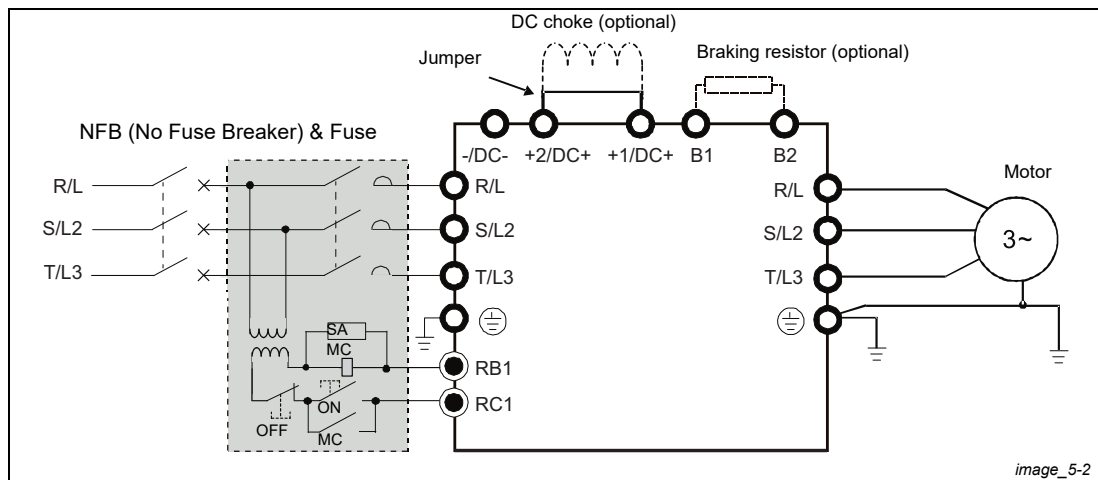 DC choke (optional)
Jumper
Braking resistor (optional)
NFB (No Fuse Breaker) & Fuse
-/DC- +2/DC+ +1/DC+ B1 B2
Motor
R/L R/L R/L
S/L2 S/L2 S/L2
3~
T/L3 T/L3 T/L3
SA
MC
RB1
ON
RC1
OFF
MC
image_5-2